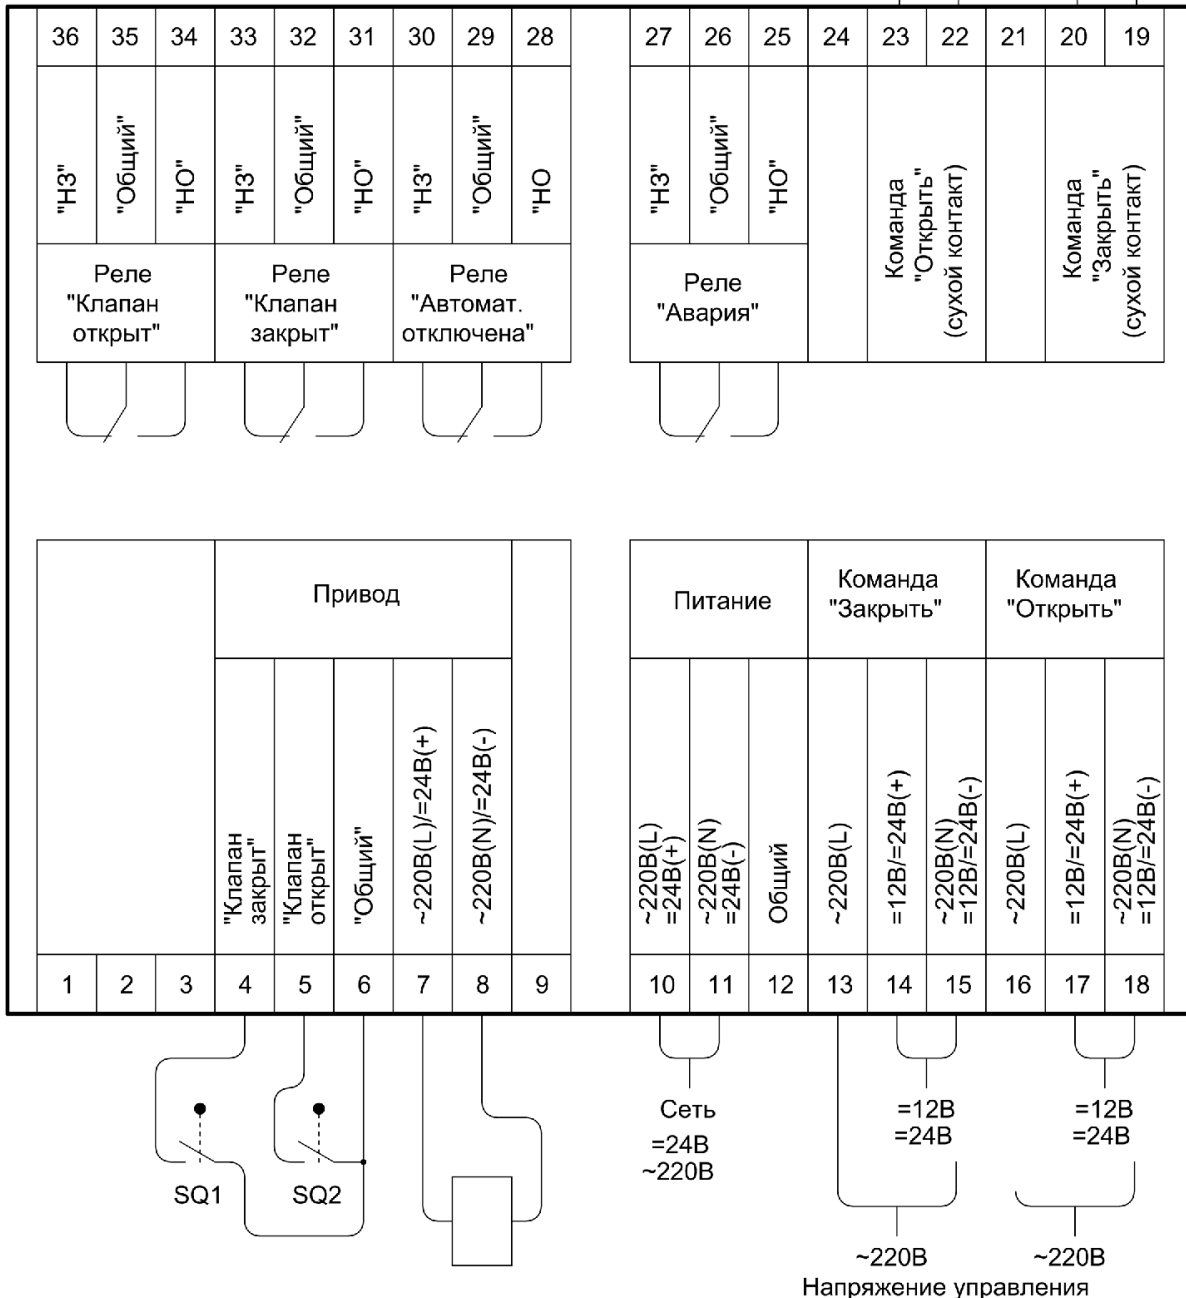 36 35 34 33 32 31 30 29 28 27 26 25 24 23 22 21 20 19
"НЗ"
"Общий"
"НО"
"НЗ"
"Общий"
"НО"
"НЗ"
"Общий"
"НО
"НЗ"
"Общий"
"НО"
Команда
"Открыть"
(сухой контакт)
Команда
"Закрыть"
(сухой контакт)
Реле
"Клапан
открыт"
Реле
"Клапан
закрыт"
Реле
"Автомат.
отключена"
Реле
"Авария"
Привод
Питание
Команда
"Закрыть"
Команда
"Открыть"
"Клапан
закрыт"
"Клапан
открыт"
"Общий"
~220В(L)/=24В(+)
~220В(N)/=24В(-)
~220В(L)
=24В(+)
~220В(N)
=24В(-)
Общий
~220В(L)
=12В/=24В(+)
~220В(N)
=12В/=24В(-)
~220В(L)
=12В/=24В(+)
~220В(N)
=12В/=24В(-)
1 2 3 4 5 6 7 8 9 10 11 12 13 14 15 16 17 18
SQ1
SQ2
Сеть
=24В
~220В
=12В
=24В
=12В
=24В
~220В
~220В
Напряжение управления